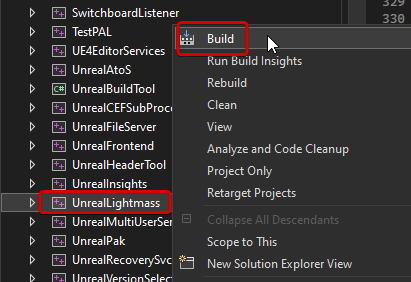 SwitchboardListener
TestPAL
UE4EditorServices
UnrealAtoS
C# UnrealBuildTool
UnrealCEFSubProce
UnrealFileServer
UnrealFrontend
UnrealHeaderTool
UnrealInsights
UnrealLightmass
UnrealMultiUserSer
UnrealPak
UnrealRecoverySvc
UnrealVersionSelect
Build
Run Build Insights
Rebuild
Clean
View
Analyze and Code Cleanup
Project Only
Retarget Projects
Collapse All Descendants
Scope to This
New Solution Explorer View
329
330